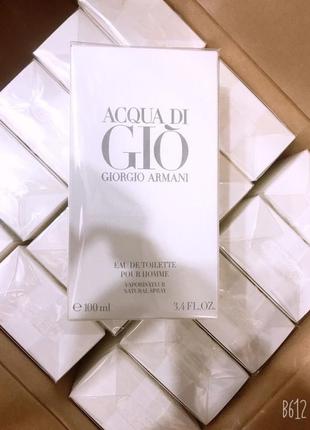 ACQUA DI
GIÒ
GIORGIO ARMANI
EAU DE TOILETTE
POUR HOMME
VAPORISATEUR
NATURAL SPRAY
℮ 100 ml 3.4 FL.OZ.
B612